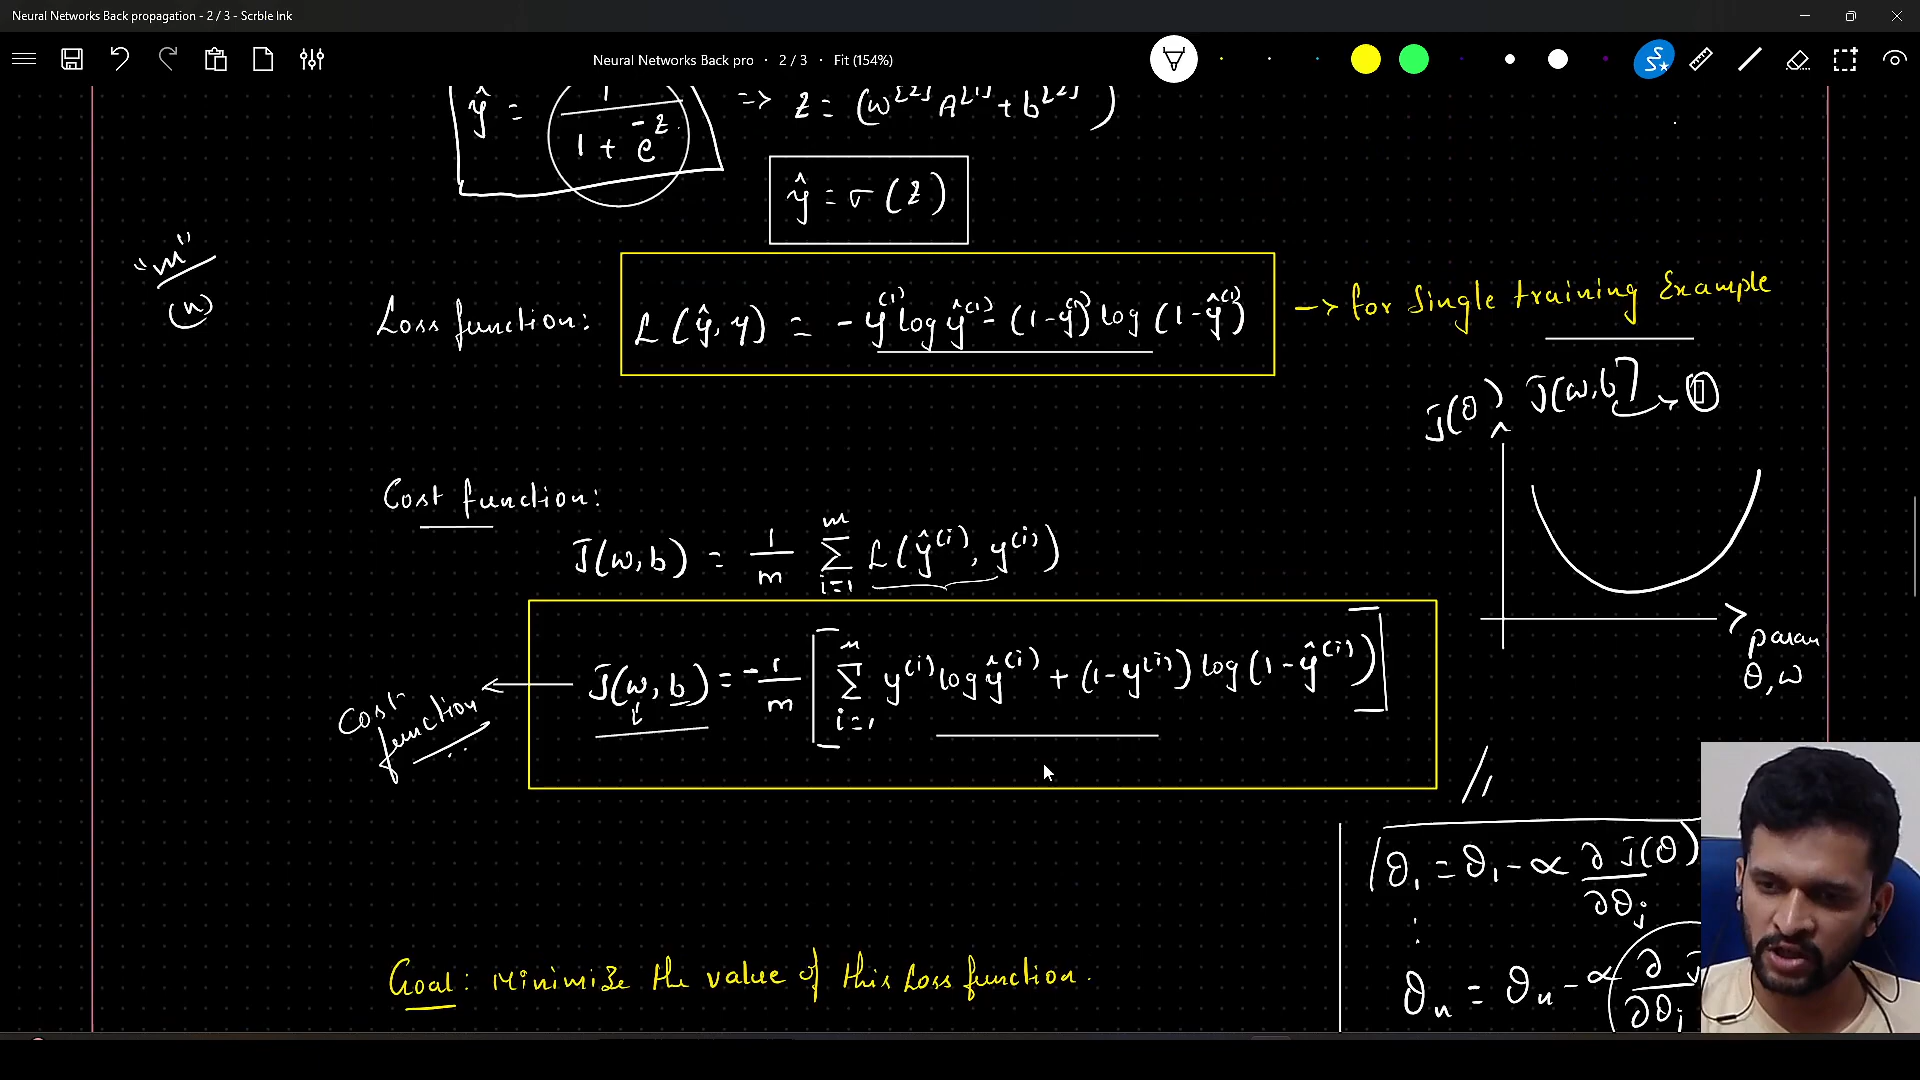 Neural Networks Back propagation - 2 / 3 - Scrble Ink
Neural Networks Back pro · 2 / 3 · Fit (154%)
ŷ = 1 / (1 + e^-z) => z = (w^[2] A^[1] + b^[2])
ŷ = σ(z)
"m"
(n)
Loss function: L(ŷ, y) = - y^(i) log ŷ^(i) - (1-y^(i)) log (1-ŷ^(i)) -> for Single training Example
J(θ) J(w,b)
Cost function:
J(w,b) = 1/m Σ_{i=1}^{m} L(ŷ^(i), y^(i))
param
θ, w
Cost function
J(w,b) = -1/m [ Σ_{i=1}^{m} y^(i) log ŷ^(i) + (1-y^(i)) log (1-ŷ^(i)) ]
θ₁ = θ₁ - α ∂J(θ)/∂θj
:
θn = θn - α ∂J/∂θj
Goal: Minimize the value of this Loss function.